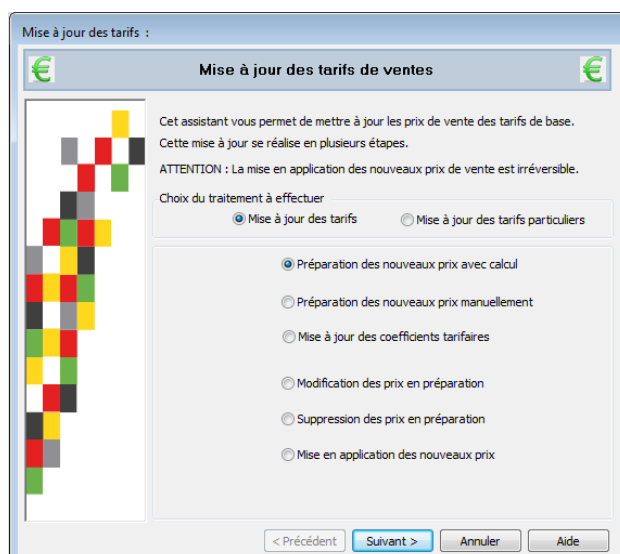 Mise à jour des tarifs :
€ Mise à jour des tarifs de ventes €
Cet assistant vous permet de mettre à jour les prix de vente des tarifs de base.
Cette mise à jour se réalise en plusieurs étapes.
ATTENTION : La mise en application des nouveaux prix de vente est irréversible.
Choix du traitement à effectuer
Mise à jour des tarifs Mise à jour des tarifs particuliers
Préparation des nouveaux prix avec calcul
Préparation des nouveaux prix manuellement
Mise à jour des coefficients tarifaires
Modification des prix en préparation
Suppression des prix en préparation
Mise en application des nouveaux prix
< Précédent Suivant > Annuler Aide